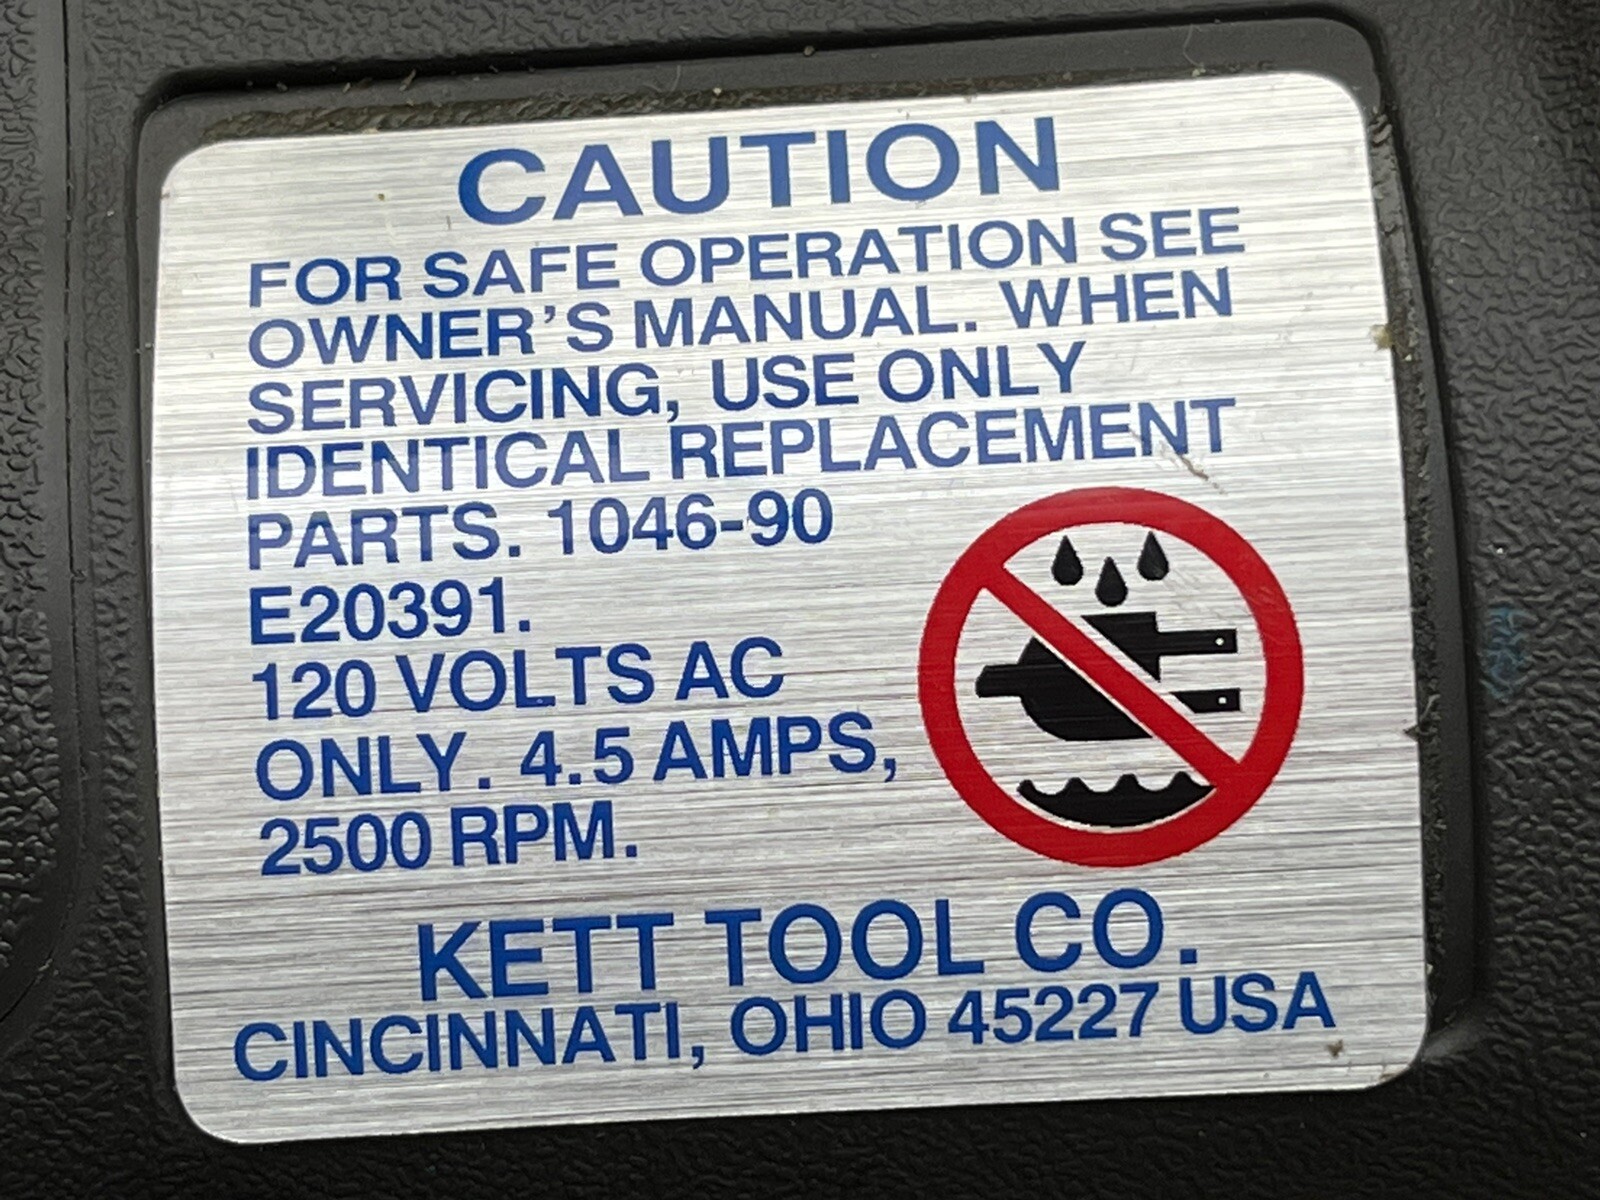 CAUTION
FOR SAFE OPERATION SEE
OWNER'S MANUAL. WHEN
SERVICING, USE ONLY
IDENTICAL REPLACEMENT
PARTS. 1046-90
E20391.
120 VOLTS AC
ONLY. 4.5 AMPS,
2500 RPM.
KETT TOOL CO.
CINCINNATI, OHIO 45227 USA